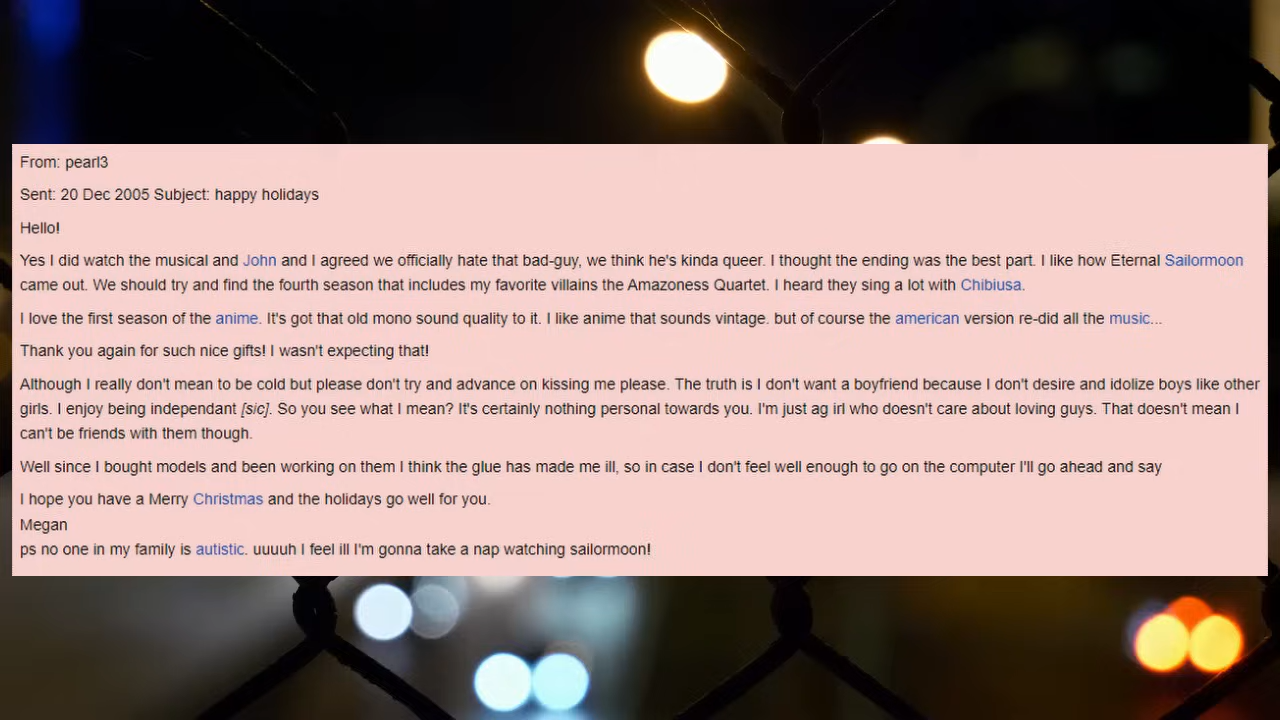 From: pearl3
Sent: 20 Dec 2005 Subject: happy holidays
Hello!
Yes I did watch the musical and John and I agreed we officially hate that bad-guy, we think he's kinda queer. I thought the ending was the best part. I like how Eternal Sailormoon
came out. We should try and find the fourth season that includes my favorite villains the Amazoness Quartet. I heard they sing a lot with Chibiusa.
I love the first season of the anime. It's got that old mono sound quality to it. I like anime that sounds vintage. but of course the american version re-did all the music...
Thank you again for such nice gifts! I wasn't expecting that!
Although I really don't mean to be cold but please don't try and advance on kissing me please. The truth is I don't want a boyfriend because I don't desire and idolize boys like other
girls. I enjoy being independant [sic]. So you see what I mean? It's certainly nothing personal towards you. I'm just ag irl who doesn't care about loving guys. That doesn't mean I
can't be friends with them though.
Well since I bought models and been working on them I think the glue has made me ill, so in case I don't feel well enough to go on the computer I'll go ahead and say
I hope you have a Merry Christmas and the holidays go well for you.
Megan
ps no one in my family is autistic. uuuuh I feel ill I'm gonna take a nap watching sailormoon!